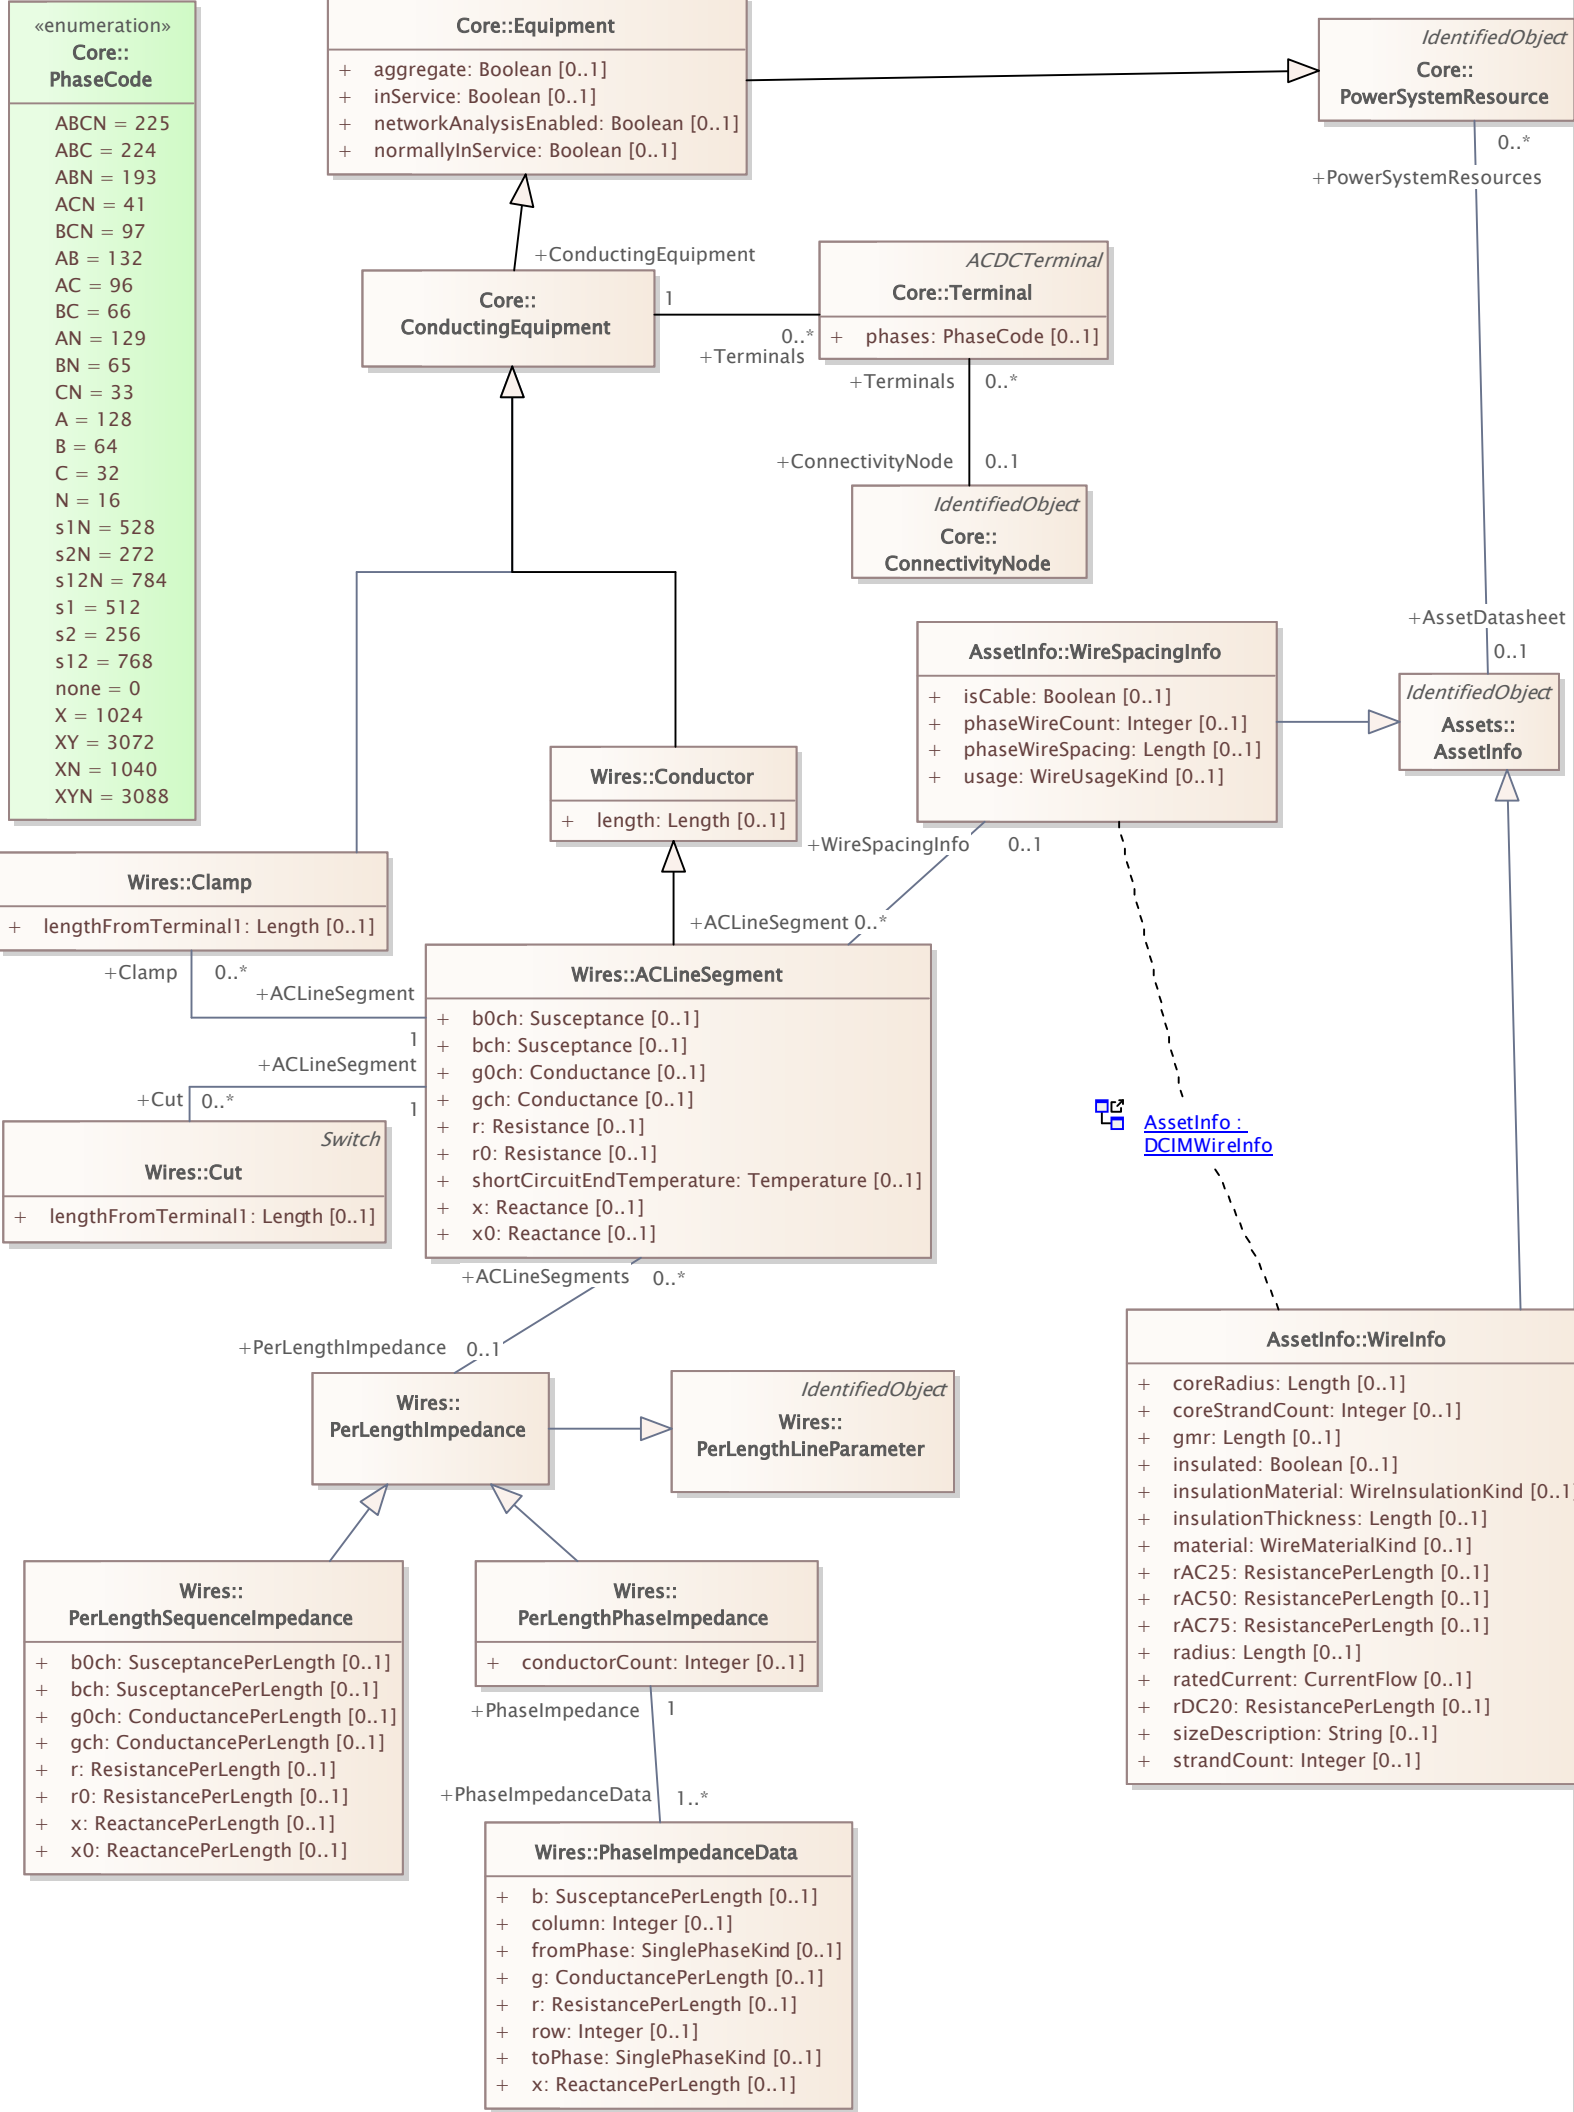 «enumeration»
Core::
PhaseCode
ABCN = 225
ABC = 224
ABN = 193
ACN = 41
BCN = 97
AB = 132
AC = 96
BC = 66
AN = 129
BN = 65
CN = 33
A = 128
B = 64
C = 32
N = 16
s1N = 528
s2N = 272
s12N = 784
s1 = 512
s2 = 256
s12 = 768
none = 0
X = 1024
XY = 3072
XN = 1040
XYN = 3088
Core::Equipment
+ aggregate: Boolean [0..1]
+ inService: Boolean [0..1]
+ networkAnalysisEnabled: Boolean [0..1]
+ normallyInService: Boolean [0..1]
IdentifiedObject
Core::
PowerSystemResource
0..*
+PowerSystemResources
+ConductingEquipment
1
Core::
ConductingEquipment
0..*
+Terminals
ACDCTerminal
Core::Terminal
+ phases: PhaseCode [0..1]
+Terminals 0..*
+ConnectivityNode 0..1
IdentifiedObject
Core::
ConnectivityNode
+AssetDatasheet
0..1
AssetInfo::WireSpacingInfo
+ isCable: Boolean [0..1]
+ phaseWireCount: Integer [0..1]
+ phaseWireSpacing: Length [0..1]
+ usage: WireUsageKind [0..1]
IdentifiedObject
Assets::
AssetInfo
Wires::Conductor
+ length: Length [0..1]
+WireSpacingInfo 0..1
+ACLineSegment 0..*
Wires::Clamp
+ lengthFromTerminal1: Length [0..1]
+Clamp 0..*
+ACLineSegment
1
+ACLineSegment
1
+Cut 0..*
Switch
Wires::Cut
+ lengthFromTerminal1: Length [0..1]
Wires::ACLineSegment
+ b0ch: Susceptance [0..1]
+ bch: Susceptance [0..1]
+ g0ch: Conductance [0..1]
+ gch: Conductance [0..1]
+ r: Resistance [0..1]
+ r0: Resistance [0..1]
+ shortCircuitEndTemperature: Temperature [0..1]
+ x: Reactance [0..1]
+ x0: Reactance [0..1]
AssetInfo :
DCIMWireInfo
+ACLineSegments 0..*
+PerLengthImpedance 0..1
Wires::
PerLengthImpedance
IdentifiedObject
Wires::
PerLengthLineParameter
AssetInfo::WireInfo
+ coreRadius: Length [0..1]
+ coreStrandCount: Integer [0..1]
+ gmr: Length [0..1]
+ insulated: Boolean [0..1]
+ insulationMaterial: WireInsulationKind [0..1]
+ insulationThickness: Length [0..1]
+ material: WireMaterialKind [0..1]
+ rAC25: ResistancePerLength [0..1]
+ rAC50: ResistancePerLength [0..1]
+ rAC75: ResistancePerLength [0..1]
+ radius: Length [0..1]
+ ratedCurrent: CurrentFlow [0..1]
+ rDC20: ResistancePerLength [0..1]
+ sizeDescription: String [0..1]
+ strandCount: Integer [0..1]
Wires::
PerLengthSequenceImpedance
+ b0ch: SusceptancePerLength [0..1]
+ bch: SusceptancePerLength [0..1]
+ g0ch: ConductancePerLength [0..1]
+ gch: ConductancePerLength [0..1]
+ r: ResistancePerLength [0..1]
+ r0: ResistancePerLength [0..1]
+ x: ReactancePerLength [0..1]
+ x0: ReactancePerLength [0..1]
Wires::
PerLengthPhaseImpedance
+ conductorCount: Integer [0..1]
+PhaseImpedance 1
+PhaseImpedanceData 1..*
Wires::PhaseImpedanceData
+ b: SusceptancePerLength [0..1]
+ column: Integer [0..1]
+ fromPhase: SinglePhaseKind [0..1]
+ g: ConductancePerLength [0..1]
+ r: ResistancePerLength [0..1]
+ row: Integer [0..1]
+ toPhase: SinglePhaseKind [0..1]
+ x: ReactancePerLength [0..1]